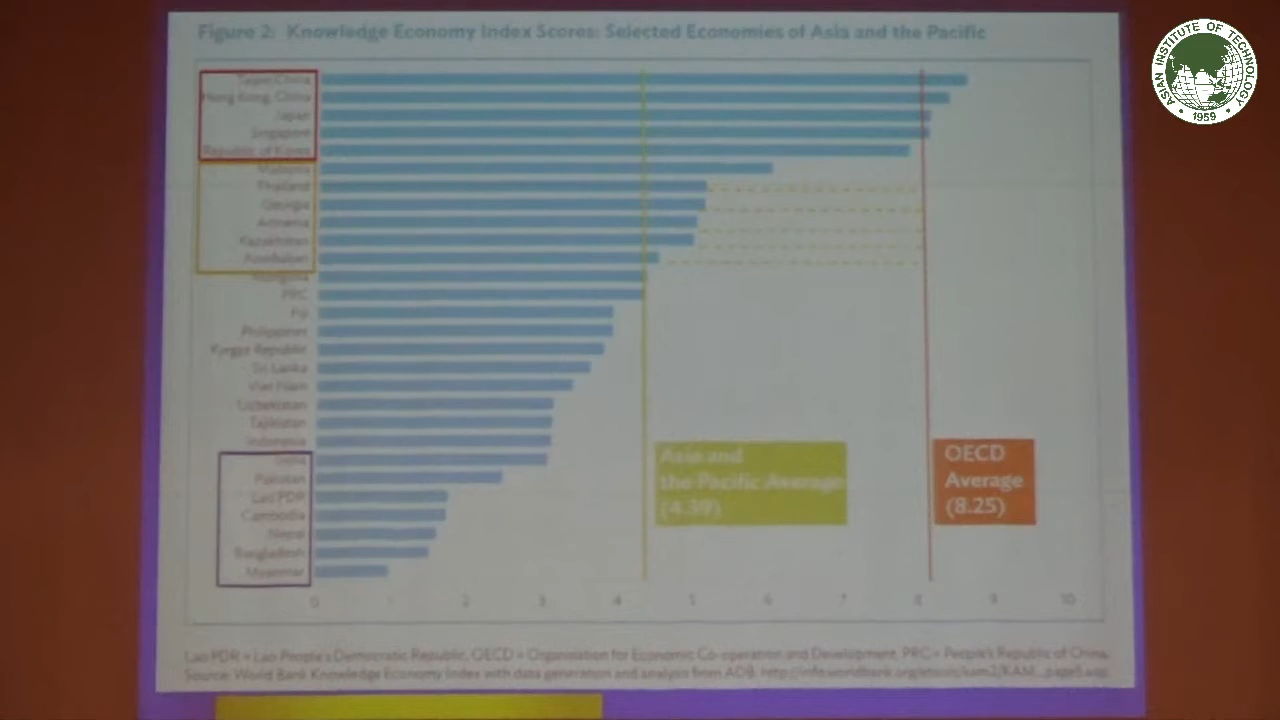 Figure 2: Knowledge Economy Index Scores: Selected Economies of Asia and the Pacific
Taipei,China
Hong Kong, China
Japan
Singapore
Republic of Korea
Malaysia
Thailand
Georgia
Armenia
Kazakhstan
Azerbaijan
Mongolia
PRC
Fiji
Philippines
Kyrgyz Republic
Sri Lanka
Viet Nam
Uzbekistan
Tajikistan
Indonesia
India
Pakistan
Lao PDR
Cambodia
Nepal
Bangladesh
Myanmar
Asia and
the Pacific Average
(4.39)
OECD
Average
(8.25)
0 1 2 3 4 5 6 7 8 9 10
Lao PDR = Lao People's Democratic Republic, OECD = Organisation for Economic Co-operation and Development, PRC = People's Republic of China.
Source: World Bank Knowledge Economy Index with data generation and analysis from ADB.
ASIAN INSTITUTE OF TECHNOLOGY
1959